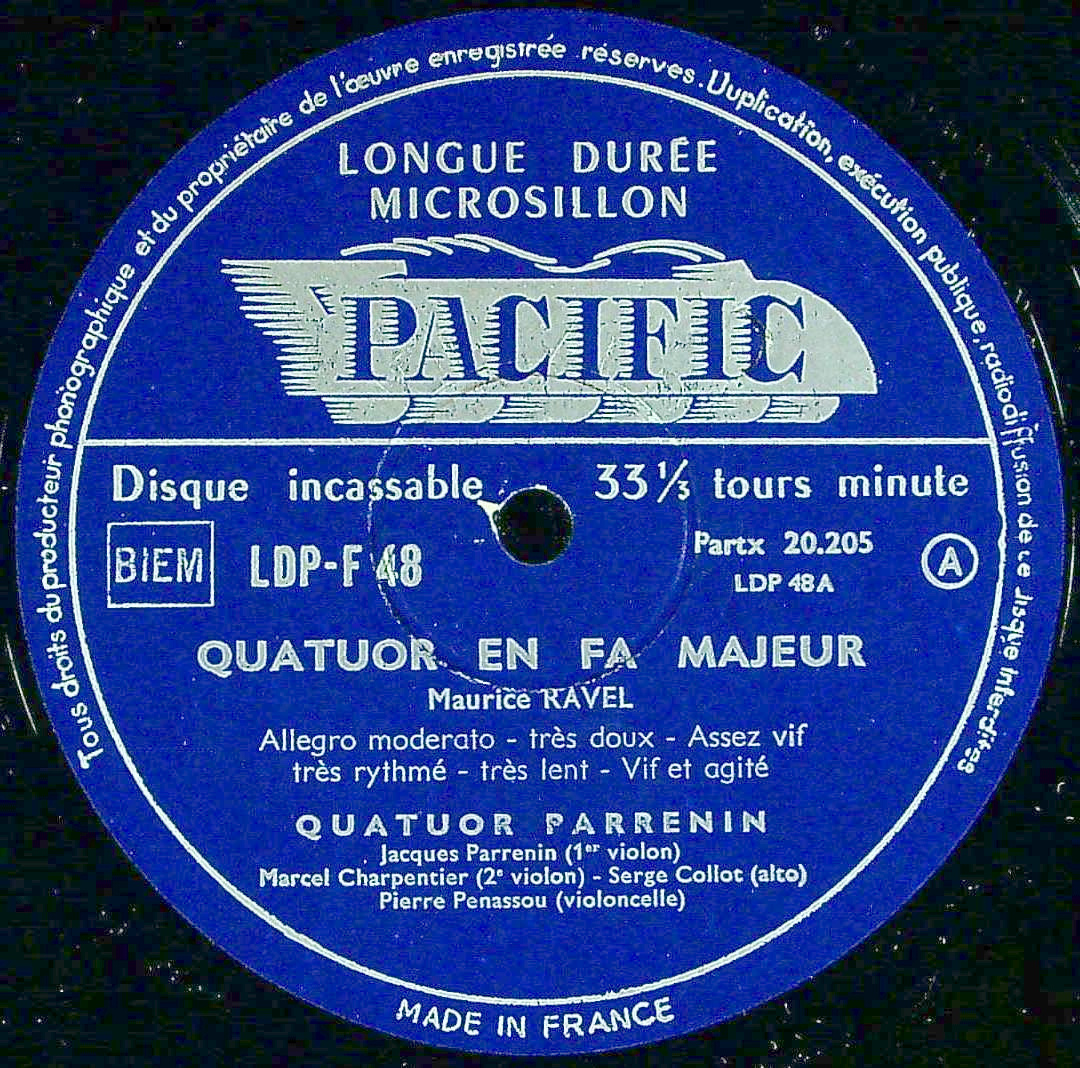 Tous droits du producteur phonographique et du propriétaire de l'œuvre enregistrée réservés. Duplication, exécution publique, radiodiffusion de ce disque interdites
LONGUE DURÉE
MICROSILLON
PACIFIC
Disque incassable 33 1/3 tours minute
BIEM LDP-F 48 Partx 20.205
LDP 48A
A
QUATUOR EN FA MAJEUR
Maurice RAVEL
Allegro moderato - très doux - Assez vif
très rythmé - très lent - Vif et agité
QUATUOR PARRENIN
Jacques Parrenin (1er violon)
Marcel Charpentier (2e violon) - Serge Collot (alto)
Pierre Penassou (violoncelle)
MADE IN FRANCE